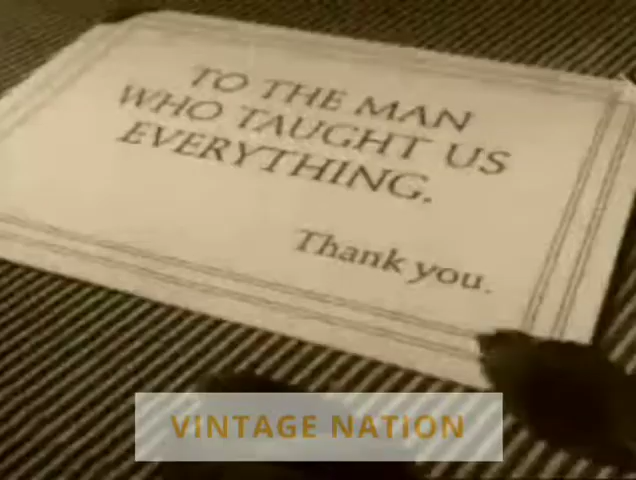 TO THE MAN
WHO TAUGHT US
EVERYTHING.
Thank you.
VINTAGE NATION